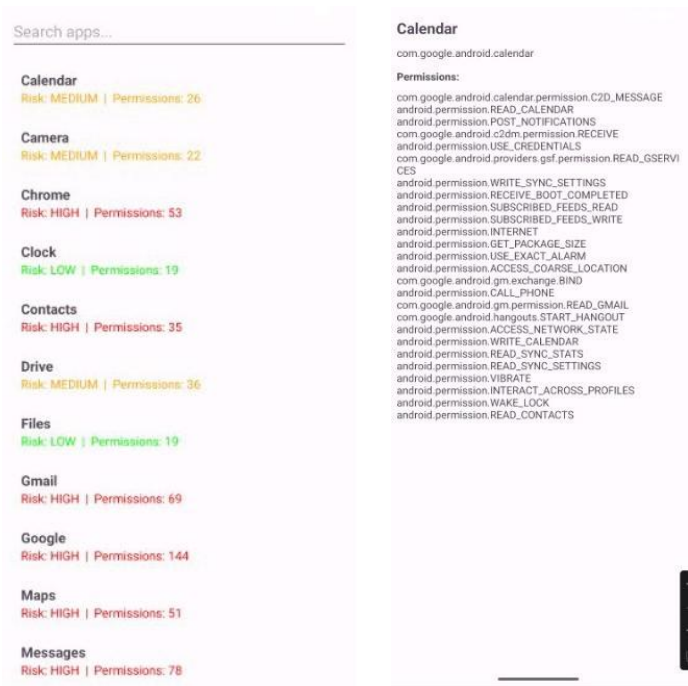 Search apps...
Calendar
Risk: MEDIUM | Permissions: 26
Camera
Risk: MEDIUM | Permissions: 22
Chrome
Risk: HIGH | Permissions: 53
Clock
Risk: LOW | Permissions: 19
Contacts
Risk: HIGH | Permissions: 35
Drive
Risk: MEDIUM | Permissions: 36
Files
Risk: LOW | Permissions: 19
Gmail
Risk: HIGH | Permissions: 69
Google
Risk: HIGH | Permissions: 144
Maps
Risk: HIGH | Permissions: 51
Messages
Risk: HIGH | Permissions: 78
Calendar
com.google.android.calendar
Permissions:
com.google.android.calendar.permission.C2D_MESSAGE
android.permission.READ_CALENDAR
android.permission.POST_NOTIFICATIONS
com.google.android.c2dm.permission.RECEIVE
android.permission.USE_CREDENTIALS
com.google.android.providers.gsf.permission.READ_GSERVI
CES
android.permission.WRITE_SYNC_SETTINGS
android.permission.RECEIVE_BOOT_COMPLETED
android.permission.SUBSCRIBED_FEEDS_READ
android.permission.SUBSCRIBED_FEEDS_WRITE
android.permission.INTERNET
android.permission.GET_PACKAGE_SIZE
android.permission.USE_EXACT_ALARM
android.permission.ACCESS_COARSE_LOCATION
com.google.android.gm.exchange.BIND
android.permission.CALL_PHONE
com.google.android.gm.permission.READ_GMAIL
com.google.android.hangouts.START_HANGOUT
android.permission.ACCESS_NETWORK_STATE
android.permission.WRITE_CALENDAR
android.permission.READ_SYNC_STATS
android.permission.READ_SYNC_SETTINGS
android.permission.VIBRATE
android.permission.INTERACT_ACROSS_PROFILES
android.permission.WAKE_LOCK
android.permission.READ_CONTACTS